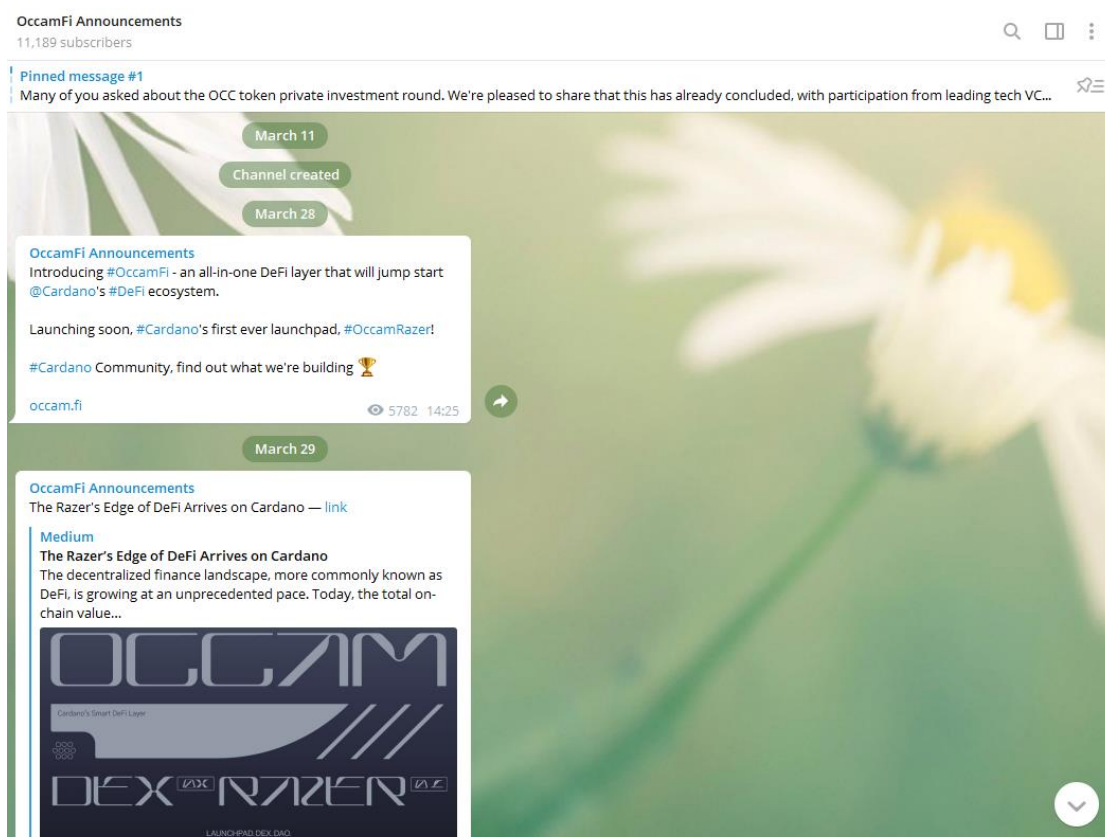 OccamFi Announcements
11,189 subscribers
Pinned message #1
Many of you asked about the OCC token private investment round. We're pleased to share that this has already concluded, with participation from leading tech VC...
March 11
Channel created
March 28
OccamFi Announcements
Introducing #OccamFi - an all-in-one DeFi layer that will jump start
@Cardano's #DeFi ecosystem.
Launching soon, #Cardano's first ever launchpad, #OccamRazer!
#Cardano Community, find out what we're building 🏆
occam.fi
5782 14:25
March 29
OccamFi Announcements
The Razer's Edge of DeFi Arrives on Cardano — link
Medium
The Razer's Edge of DeFi Arrives on Cardano
The decentralized finance landscape, more commonly known as
DeFi, is growing at an unprecedented pace. Today, the total on-
chain value...
OCCAM
Cardano's Smart DeFi Layer
DEX RAZER
LAUNCHPAD.DEX.DAO.